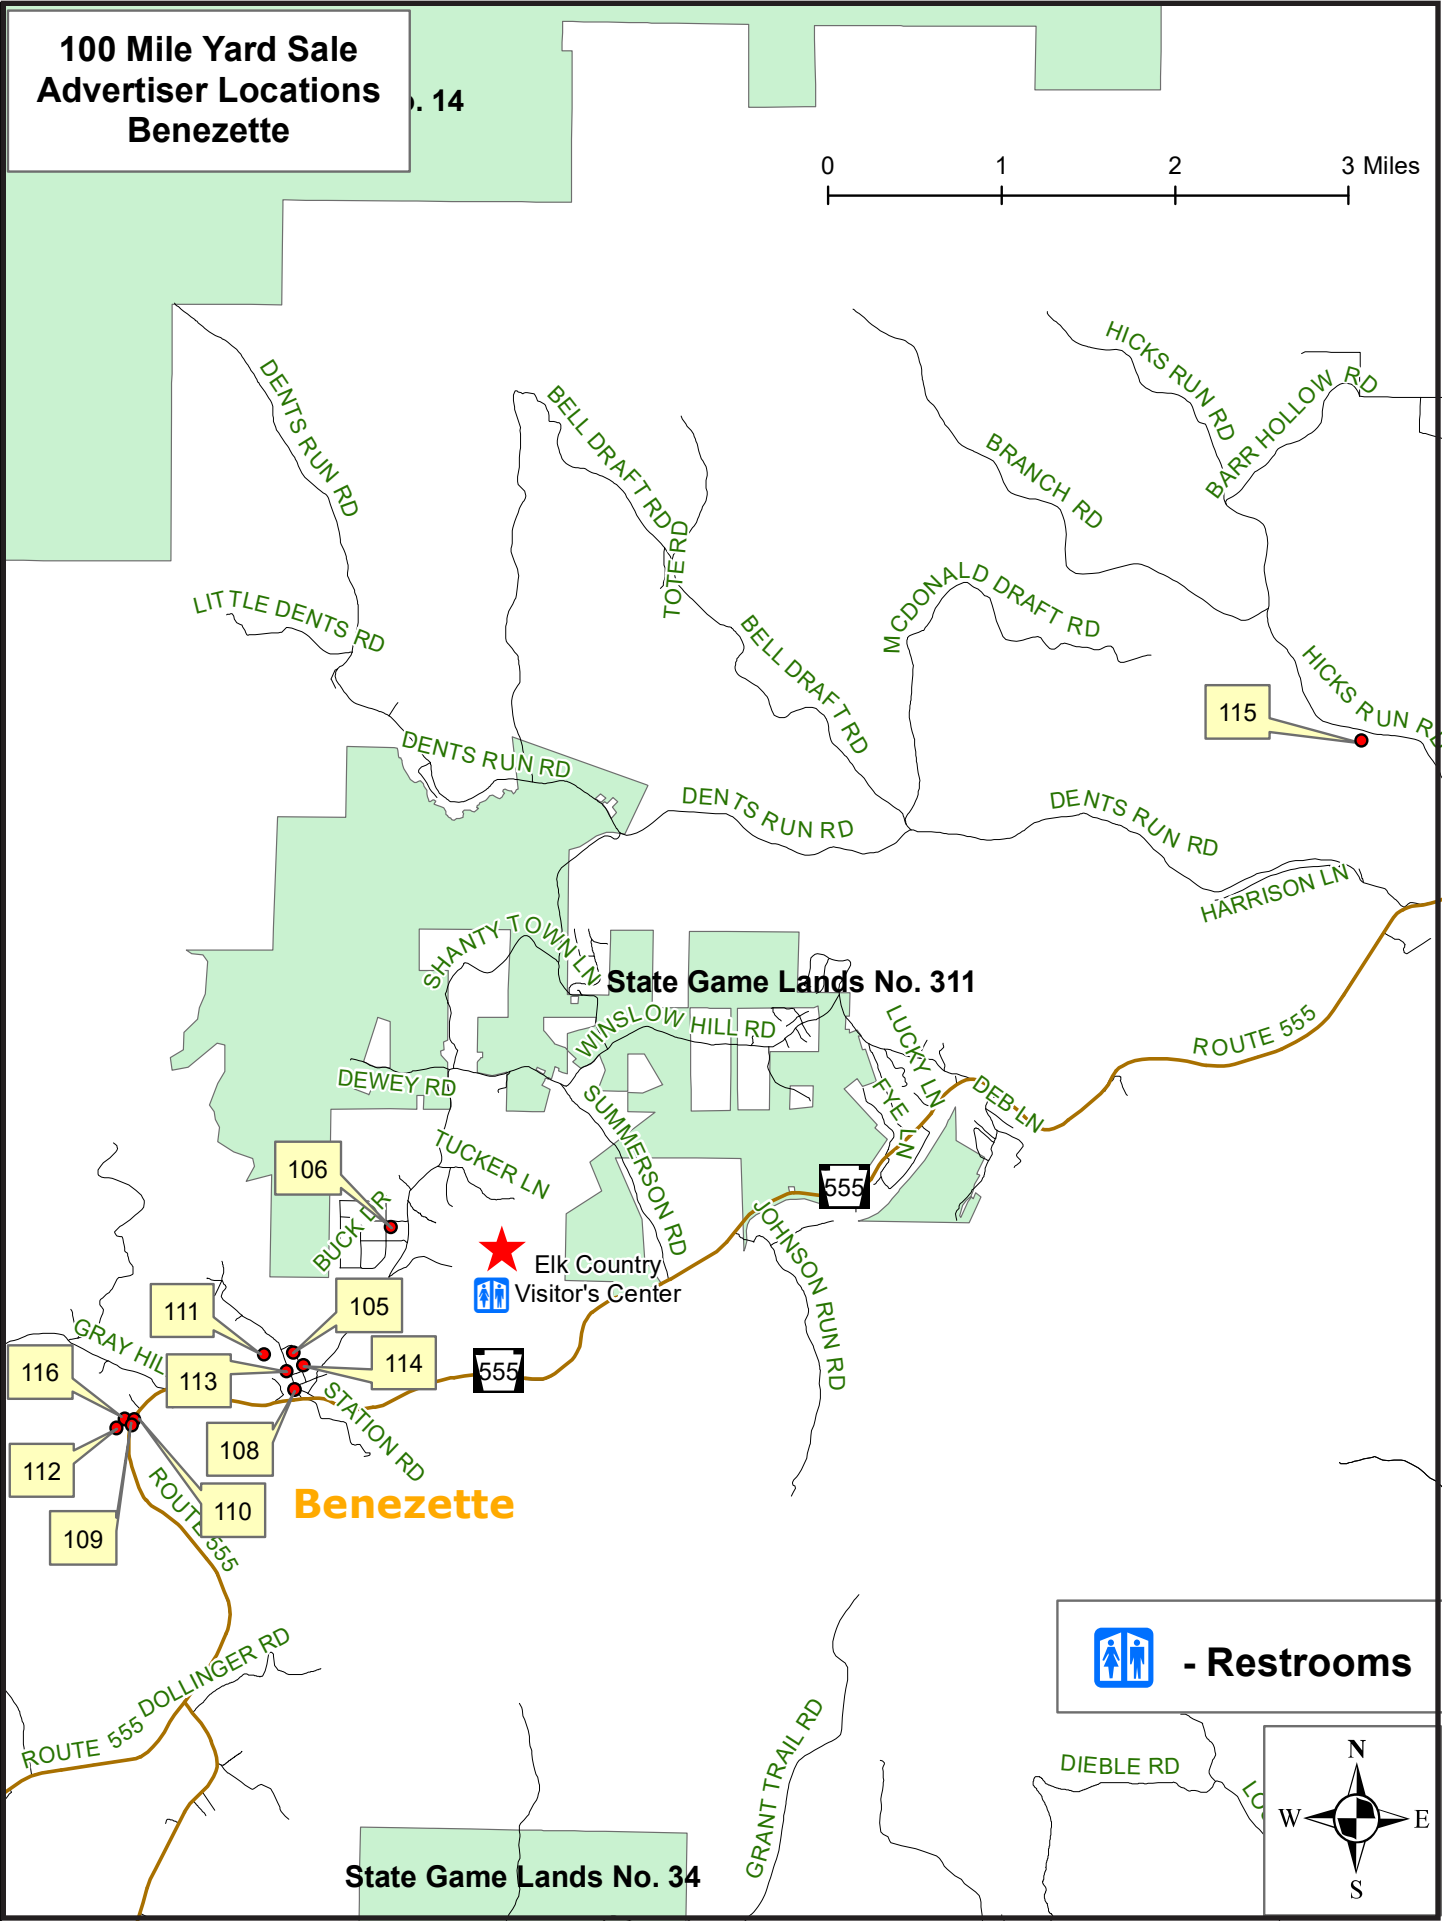 100 Mile Yard Sale
Advertiser Locations
Benezette
. 14
0 1 2 3 Miles
HICKS RUN RD
BARR HOLLOW RD
DENTS RUN RD
BELL DRAFT RD
BRANCH RD
TOTE RD
MCDONALD DRAFT RD
LITTLE DENTS RD
BELL DRAFT RD
HICKS RUN RD
115
DENTS RUN RD
DENTS RUN RD
DENTS RUN RD
HARRISON LN
SHANTY TOWN LN
State Game Lands No. 311
WINSLOW HILL RD
LUCKY LN
ROUTE 555
DEWEY RD
FYE LN
DEB LN
SUMMERSON RD
TUCKER LN
106
555
BUCK DR
JOHNSON RUN RD
Elk Country
Visitor's Center
111
105
GRAY HIL
114
116
113
555
STATION RD
108
112
ROUTE 555
110
Benezette
109
DOLLINGER RD
- Restrooms
ROUTE 555
GRANT TRAIL RD
DIEBLE RD
LO
N
W E
S
State Game Lands No. 34